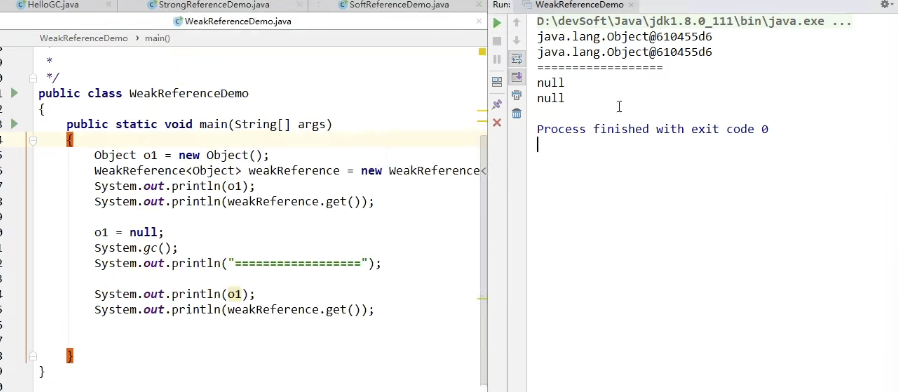 HelloGC.java StrongReferenceDemo.java SoftReferenceDemo.java
WeakReferenceDemo.java
WeakReferenceDemo main()
*
*/
public class WeakReferenceDemo
{
public static void main(String[] args)
{
Object o1 = new Object();
WeakReference<Object> weakReference = new WeakReference<
System.out.println(o1);
System.out.println(weakReference.get());
o1 = null;
System.gc();
System.out.println("==================");
System.out.println(o1);
System.out.println(weakReference.get());
}
}
Run: WeakReferenceDemo
D:\devSoft\Java\jdk1.8.0_111\bin\java.exe ...
java.lang.Object@610455d6
java.lang.Object@610455d6
==================
null
null
Process finished with exit code 0